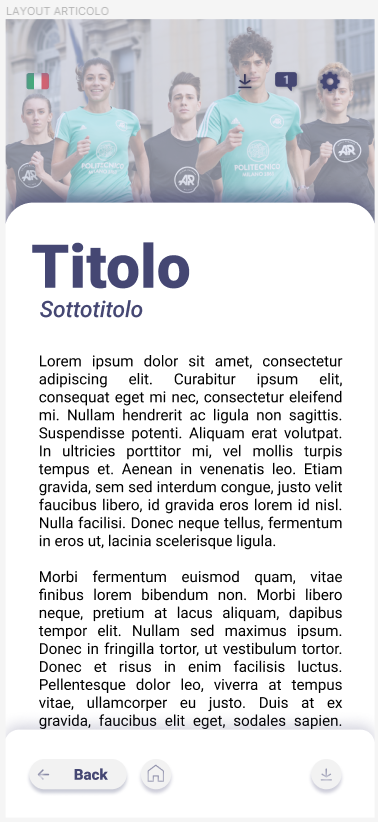 LAYOUT ARTICOLO
1
POLITECNICO
MILANO
POLITECNICO
MILANO
AR
AR
AR
Titolo
Sottotitolo
Lorem ipsum dolor sit amet, consectetur
adipiscing elit. Curabitur ipsum elit,
consequat eget mi nec, consectetur eleifend
mi. Nullam hendrerit ac ligula non sagittis.
Suspendisse potenti. Aliquam erat volutpat.
In ultricies porttitor mi, vel mollis turpis
tempus et. Aenean in venenatis leo. Etiam
gravida, sem sed interdum congue, justo velit
faucibus libero, id gravida eros lorem id nisl.
Nulla facilisi. Donec neque tellus, fermentum
in eros ut, lacinia scelerisque ligula.
Morbi fermentum euismod quam, vitae
finibus lorem bibendum non. Morbi libero
neque, pretium at lacus aliquam, dapibus
tempor elit. Nullam sed maximus ipsum.
Donec in fringilla tortor, ut vestibulum tortor.
Donec et risus in enim facilisis luctus.
Pellentesque dolor leo, viverra at tempus
vitae, ullamcorper eu justo. Duis at ex
gravida, faucibus elit eget, sodales sapien.
Back